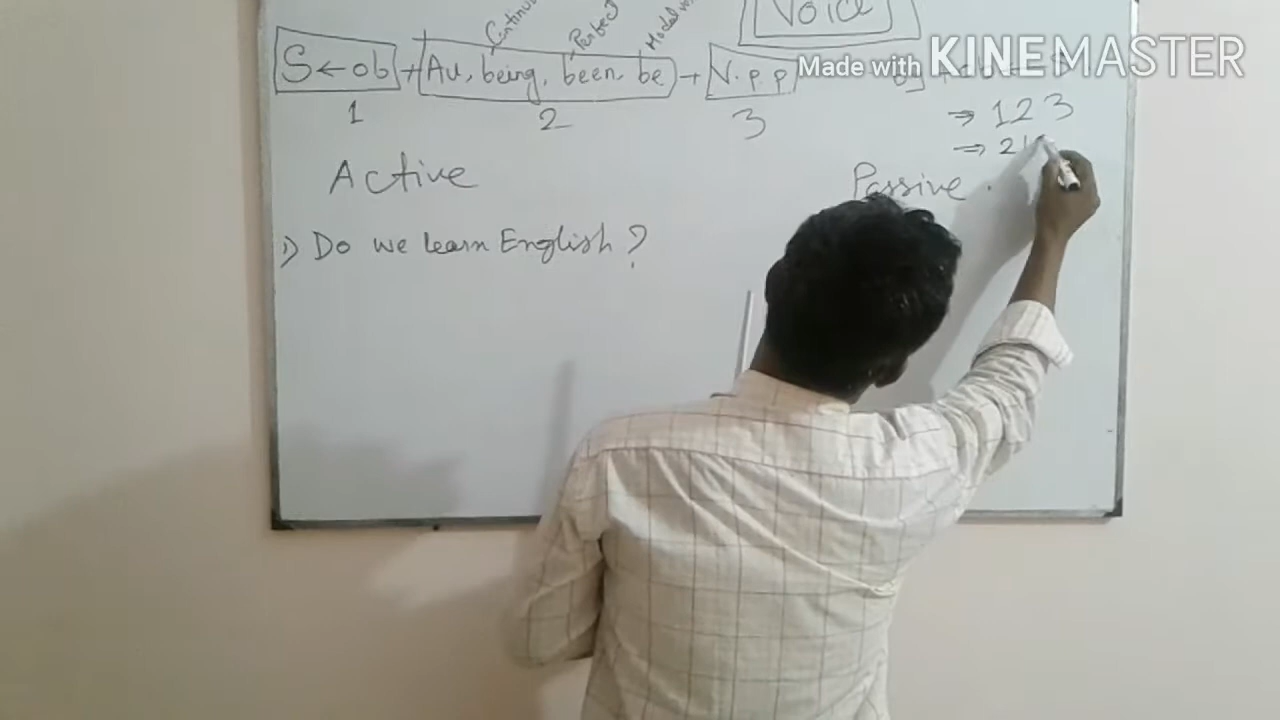 Voice
Continu Perfect Modal
S ← ob + Au, being, been, be + V.p.p
Made with KINEMASTER
1 2 3
⇒ 1 2 3
⇒ 2 1
Active
Passive
1) Do we learn English?